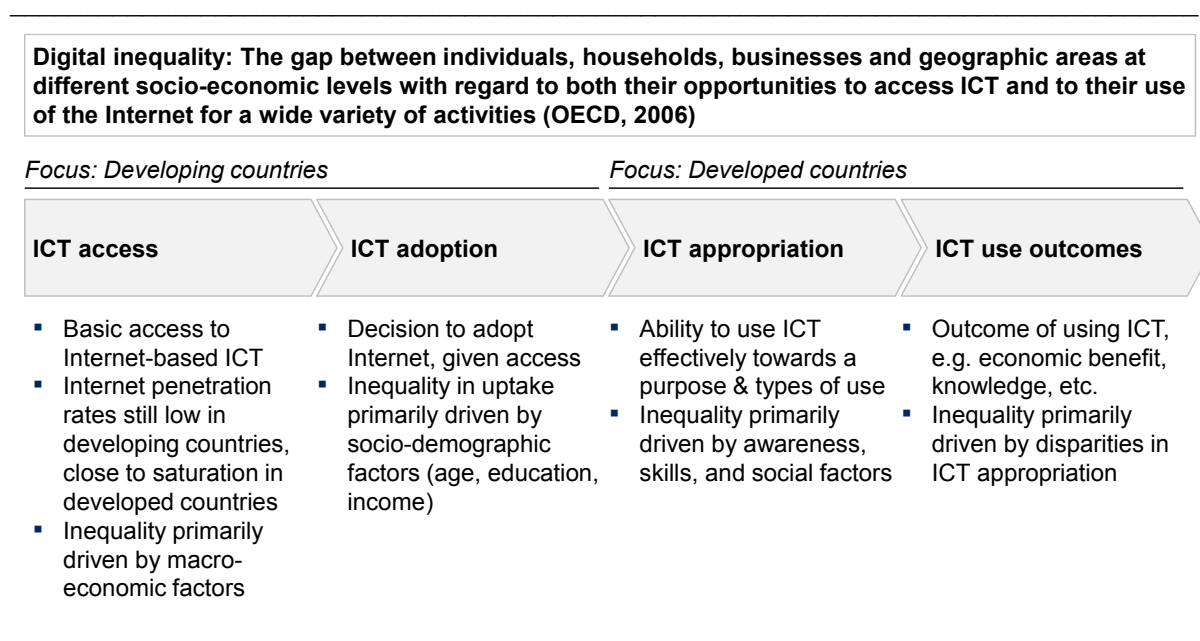 Digital inequality: The gap between individuals, households, businesses and geographic areas at
different socio-economic levels with regard to both their opportunities to access ICT and to their use
of the Internet for a wide variety of activities (OECD, 2006)
Focus: Developing countries
Focus: Developed countries
ICT access
ICT adoption
ICT appropriation
ICT use outcomes
▪ Basic access to
Internet-based ICT
▪ Internet penetration
rates still low in
developing countries,
close to saturation in
developed countries
▪ Inequality primarily
driven by macro-
economic factors
▪ Decision to adopt
Internet, given access
▪ Inequality in uptake
primarily driven by
socio-demographic
factors (age, education,
income)
▪ Ability to use ICT
effectively towards a
purpose & types of use
▪ Inequality primarily
driven by awareness,
skills, and social factors
▪ Outcome of using ICT,
e.g. economic benefit,
knowledge, etc.
▪ Inequality primarily
driven by disparities in
ICT appropriation